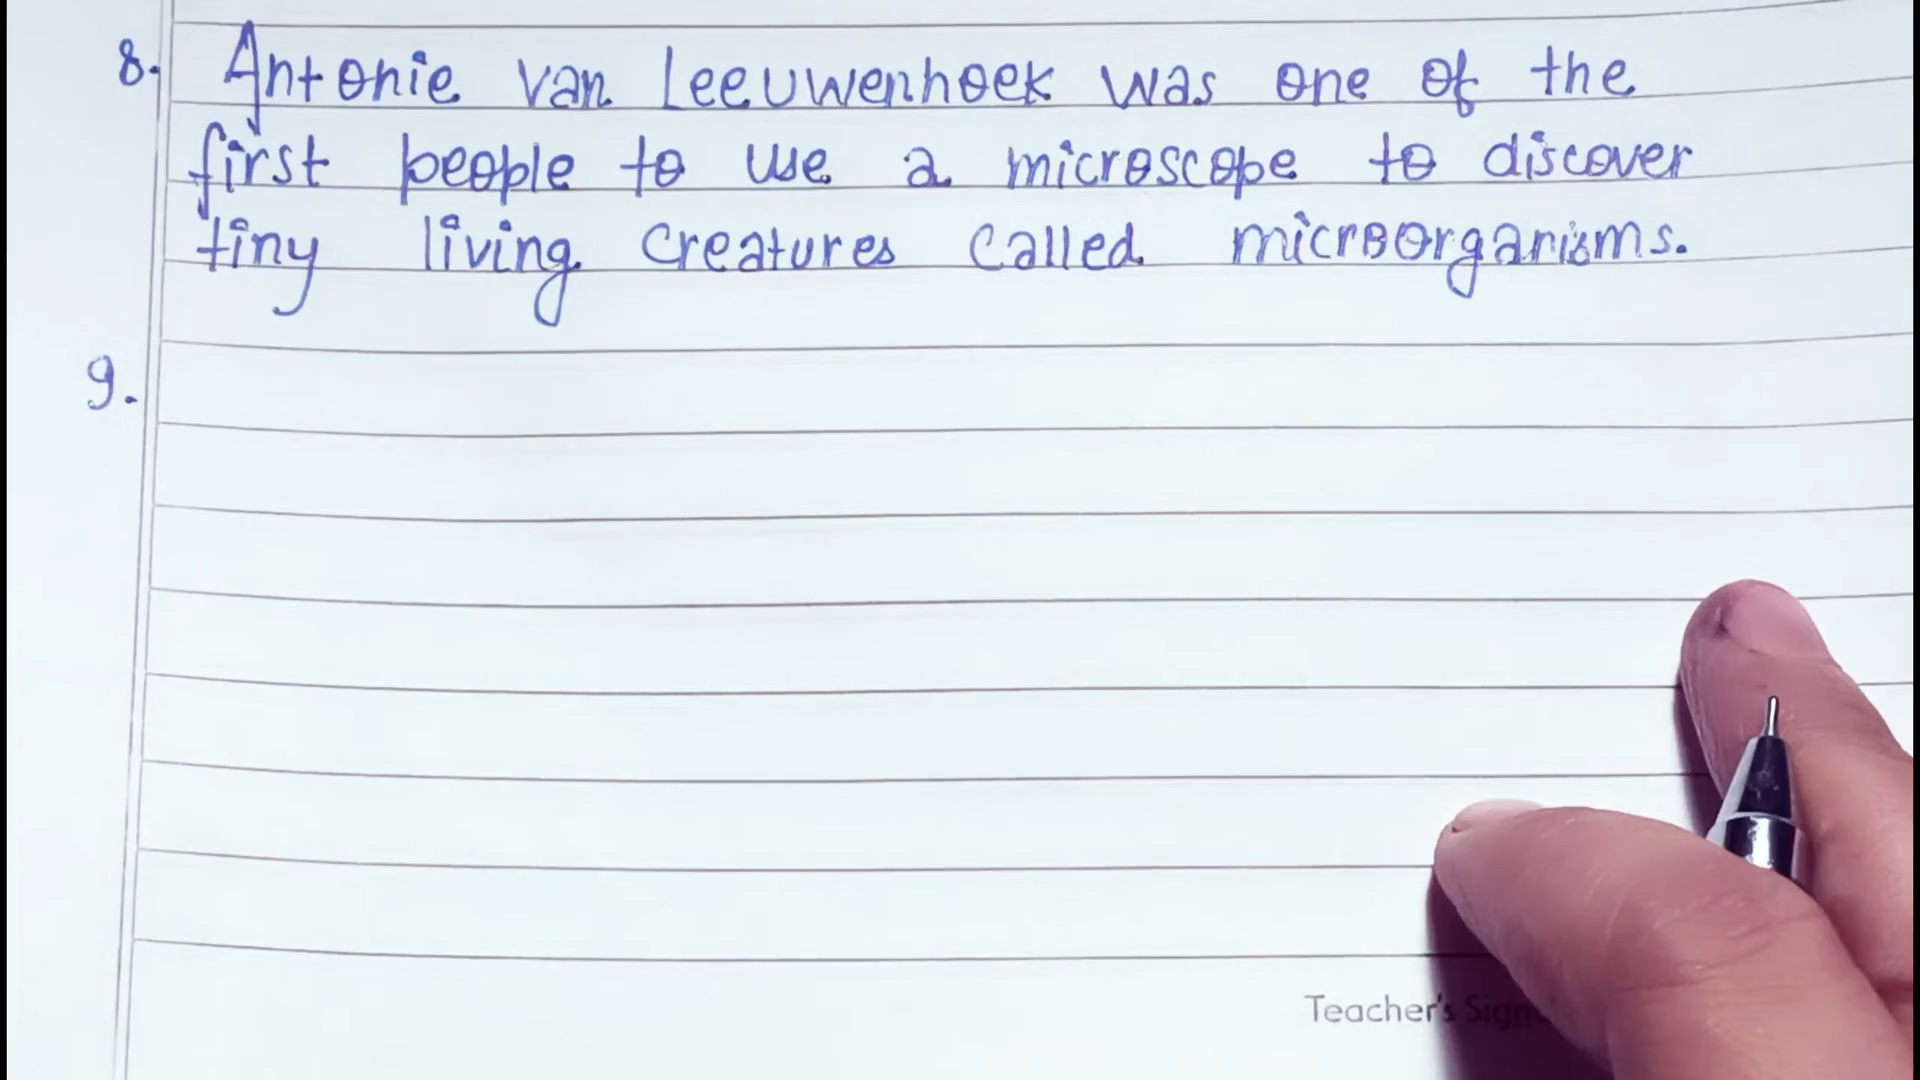 8. Antonie van Leeuwenhoek was one of the
first people to use a microscope to discover
tiny living creatures called microorganisms.
9.
Teacher's